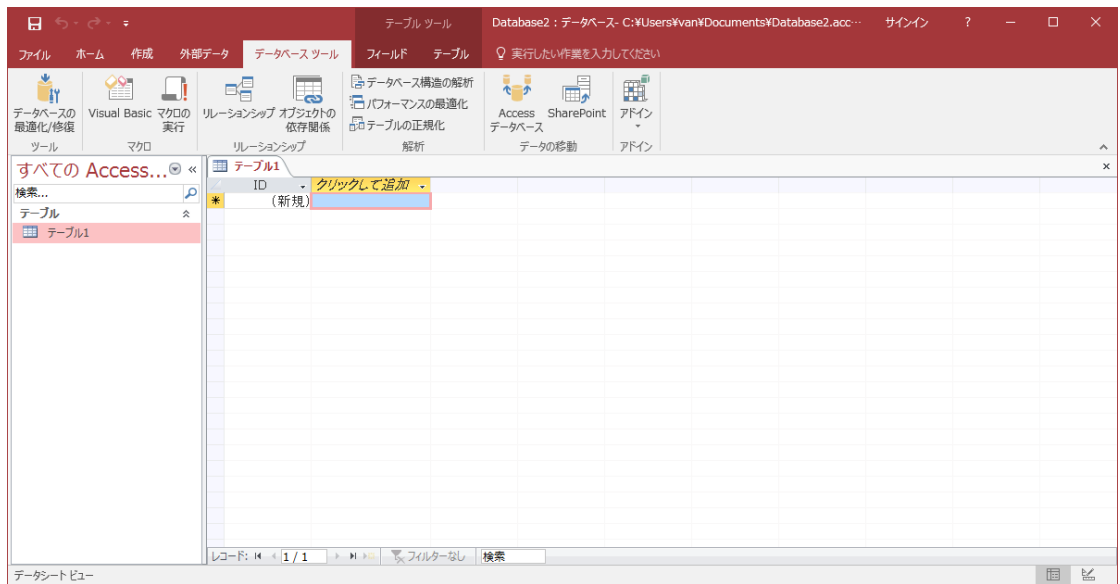 テーブル ツール
Database2 : データベース- C:¥Users¥van¥Documents¥Database2.acc…
サインイン
?
ファイル ホーム 作成 外部データ データベース ツール フィールド テーブル 実行したい作業を入力してください
データベースの
最適化/修復
Visual Basic
マクロの
実行
リレーションシップ
オブジェクトの
依存関係
データベース構造の解析
パフォーマンスの最適化
テーブルの正規化
Access
データベース
SharePoint
アドイン
ツール マクロ リレーションシップ 解析 データの移動 アドイン
すべての Access...
検索...
テーブル
テーブル1
テーブル1
ID クリックして追加
(新規)
レコード: 1 / 1 フィルターなし 検索
データシート ビュー